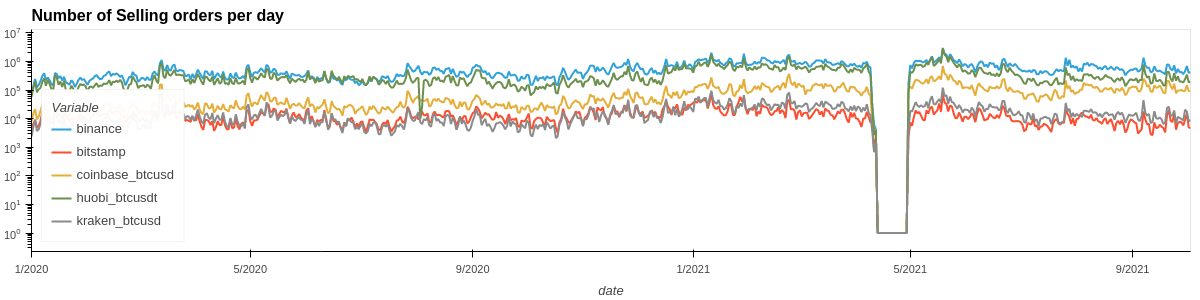 Number of Selling orders per day
10⁷
10⁶
10⁵
10⁴
10³
10²
10¹
10⁰
Variable
binance
bitstamp
coinbase_btcusd
huobi_btcusdt
kraken_btcusd
1/2020 5/2020 9/2020 1/2021 5/2021 9/2021
date